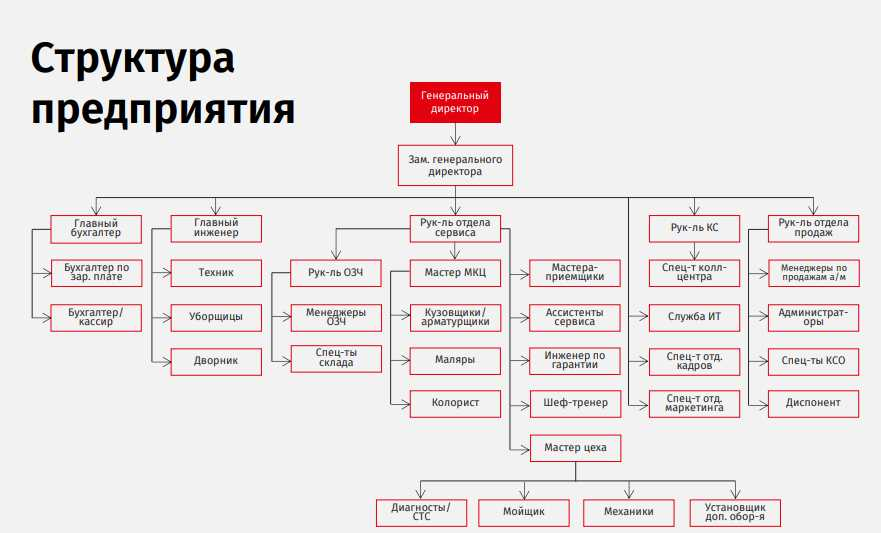 Структура
предприятия
Генеральный
директор
Зам. генерального
директора
Главный
бухгалтер
Главный
инженер
Рук-ль отдела
сервиса
Рук-ль КС
Рук-ль отдела
продаж
Бухгалтер по
зар. плате
Техник
Рук-ль ОЗЧ
Мастер МКЦ
Мастера-
приемщики
Спец-т колл-
центра
Менеджеры по
продажам а/м
Бухгалтер/
кассир
Уборщицы
Менеджеры
ОЗЧ
Кузовщики/
арматурщики
Ассистенты
сервиса
Служба ИТ
Администрат-
оры
Дворник
Спец-ты
склада
Маляры
Инженер по
гарантии
Спец-т отд.
кадров
Спец-ты КСО
Колорист
Шеф-тренер
Спец-т отд.
маркетинга
Диспонент
Мастер цеха
Диагносты/
СТС
Мойщик
Механики
Установщик
доп. обор-я